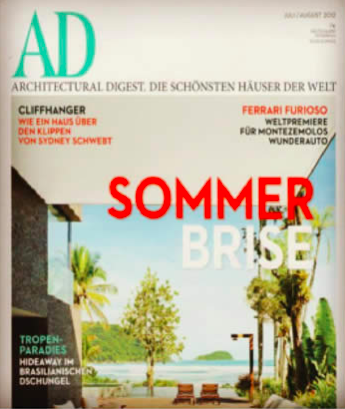 JULI/AUGUST 2012
AD
ARCHITECTURAL DIGEST. DIE SCHÖNSTEN HÄUSER DER WELT
CLIFFHANGER
WIE EIN HAUS ÜBER
DEN KLIPPEN
VON SYDNEY SCHWEBT
FERRARI FURIOSO
WELTPREMIERE
FÜR MONTEZEMOLOS
WUNDERAUTO
SOMMER
BRISE
TROPEN-
PARADIES
HIDEAWAY IM
BRASILIANISCHEN
DSCHUNGEL